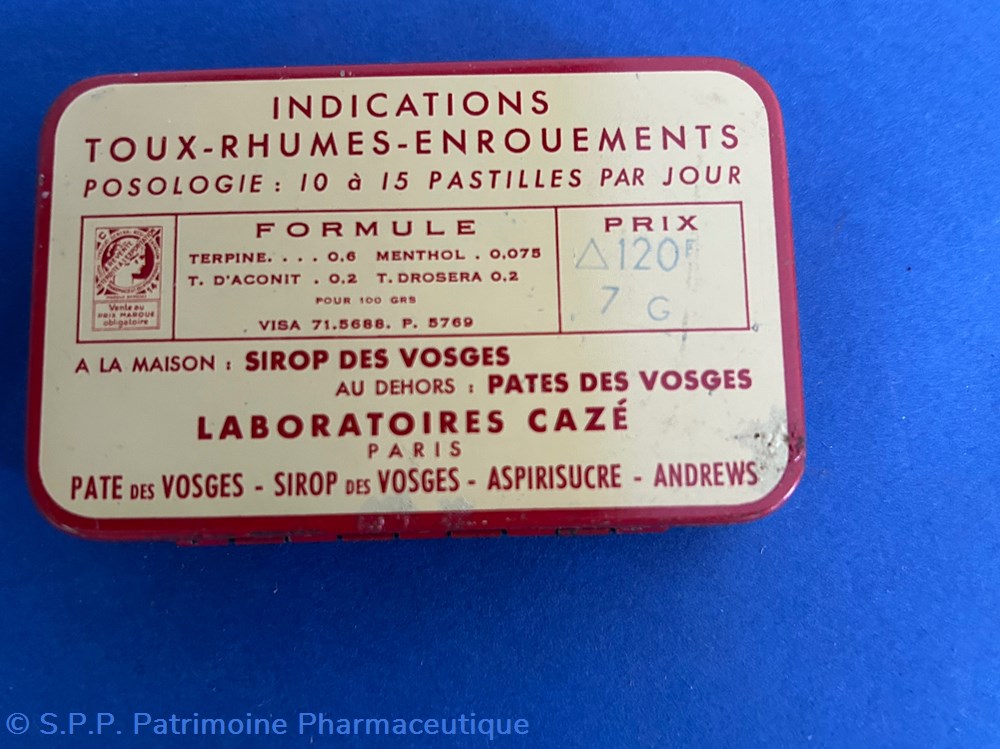 INDICATIONS
TOUX-RHUMES-ENROUEMENTS
POSOLOGIE : 10 à 15 PASTILLES PAR JOUR
Vente au
PRIX MARQUÉ
obligatoire
FORMULE
TERPINE. . . . 0,6 MENTHOL . 0,075
T. D'ACONIT . 0.2 T. DROSERA 0.2
POUR 100 GRS
VISA 71.5688. P. 5769
PRIX
△120F
7 G
A LA MAISON : SIROP DES VOSGES
AU DEHORS : PATES DES VOSGES
LABORATOIRES CAZÉ
PARIS
PATE DES VOSGES - SIROP DES VOSGES - ASPIRISUCRE - ANDREWS
© S.P.P. Patrimoine Pharmaceutique